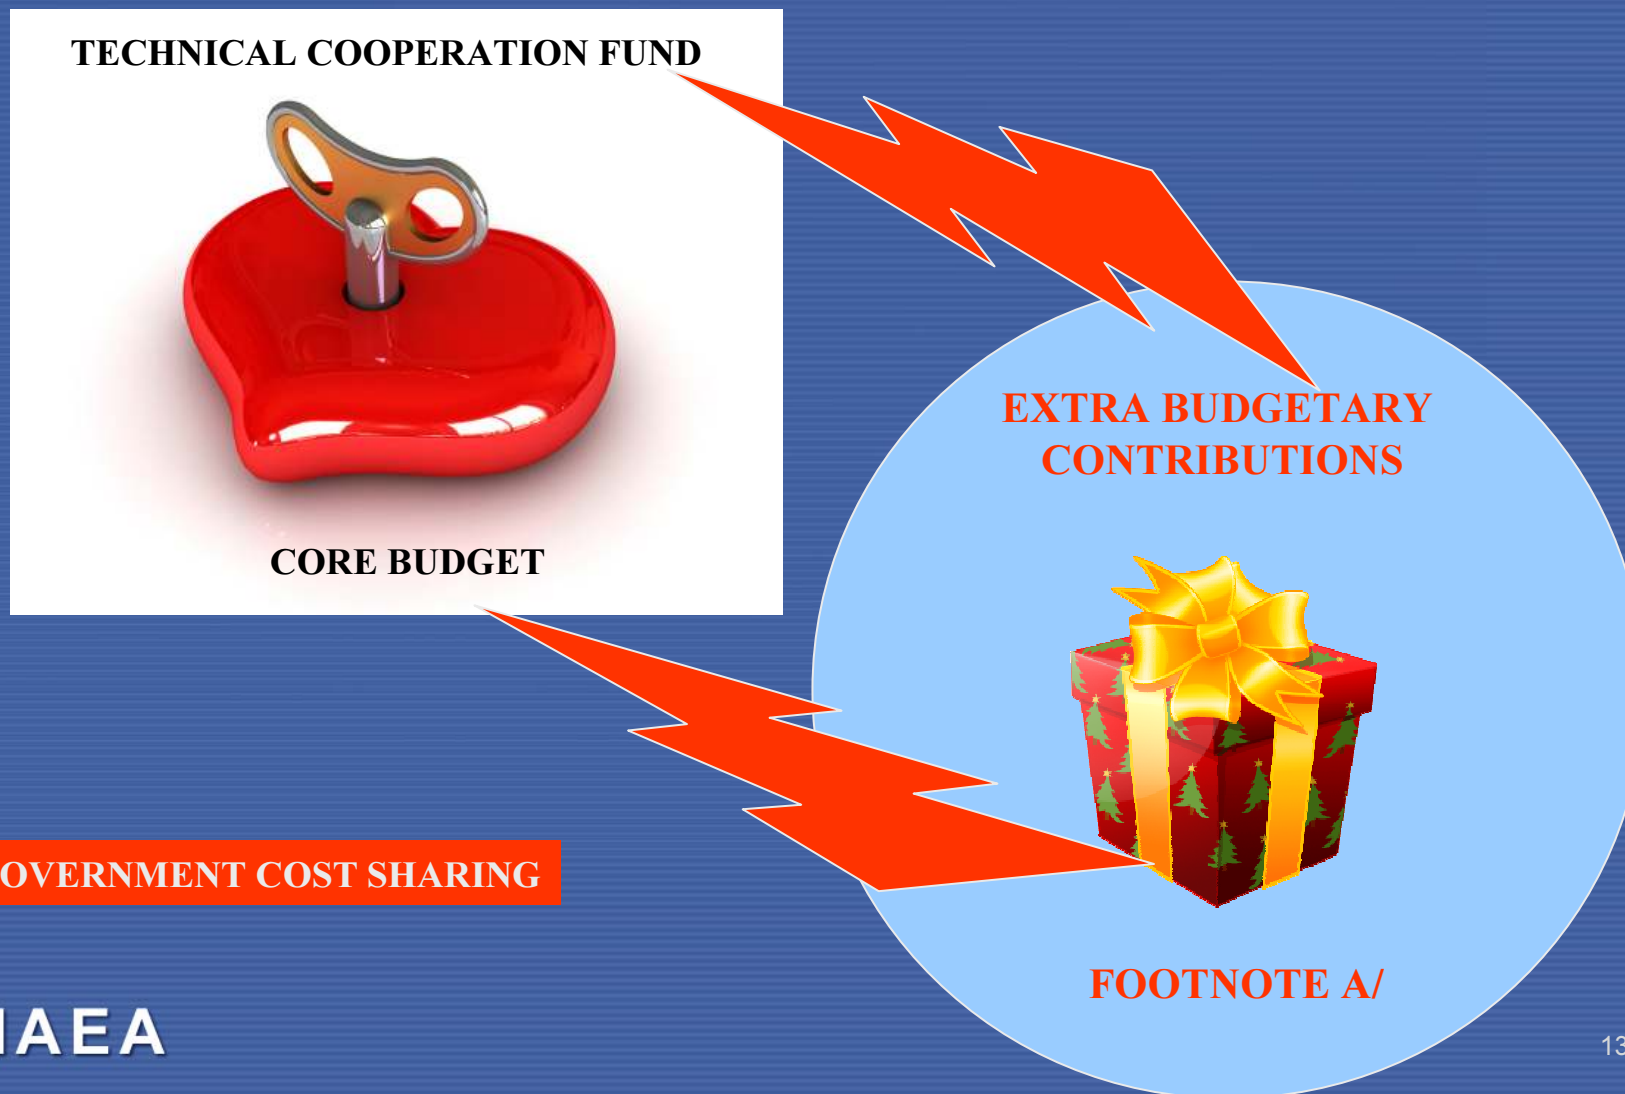 TECHNICAL COOPERATION FUND
CORE BUDGET
EXTRA BUDGETARY
CONTRIBUTIONS
FOOTNOTE A/
OVERNMENT COST SHARING
IAEA
13